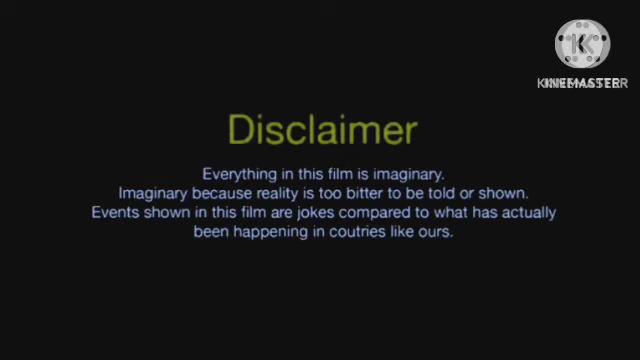 KINEMASTER
Disclaimer
Everything in this film is imaginary.
Imaginary because reality is too bitter to be told or shown.
Events shown in this film are jokes compared to what has actually
been happening in coutries like ours.